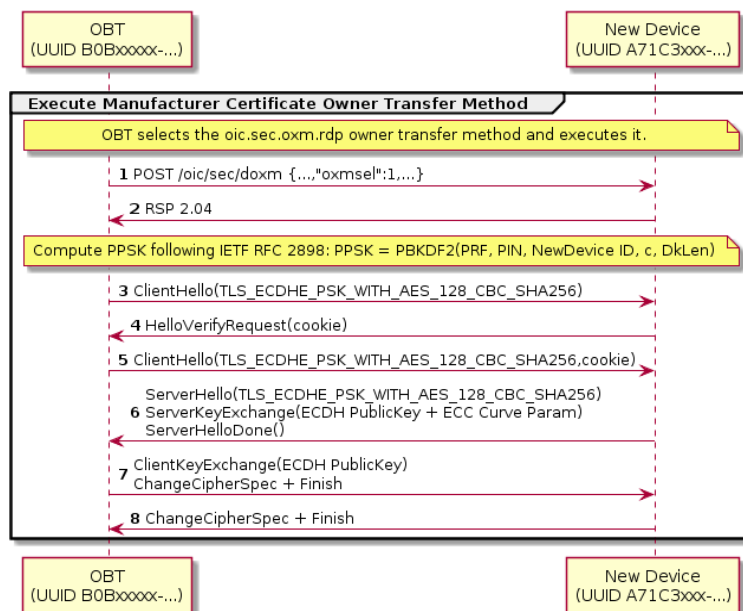 OBT
(UUID B0Bxxxxx-...)
New Device
(UUID A71C3xxx-...)
Execute Manufacturer Certificate Owner Transfer Method
OBT selects the oic.sec.oxm.rdp owner transfer method and executes it.
1 POST /oic/sec/doxm {...,"oxmsel":1,...}
2 RSP 2.04
Compute PPSK following IETF RFC 2898: PPSK = PBKDF2(PRF, PIN, NewDevice ID, c, DkLen)
3 ClientHello(TLS_ECDHE_PSK_WITH_AES_128_CBC_SHA256)
4 HelloVerifyRequest(cookie)
5 ClientHello(TLS_ECDHE_PSK_WITH_AES_128_CBC_SHA256,cookie)
ServerHello(TLS_ECDHE_PSK_WITH_AES_128_CBC_SHA256)
6 ServerKeyExchange(ECDH PublicKey + ECC Curve Param)
ServerHelloDone()
7 ClientKeyExchange(ECDH PublicKey)
ChangeCipherSpec + Finish
8 ChangeCipherSpec + Finish
OBT
(UUID B0Bxxxxx-...)
New Device
(UUID A71C3xxx-...)